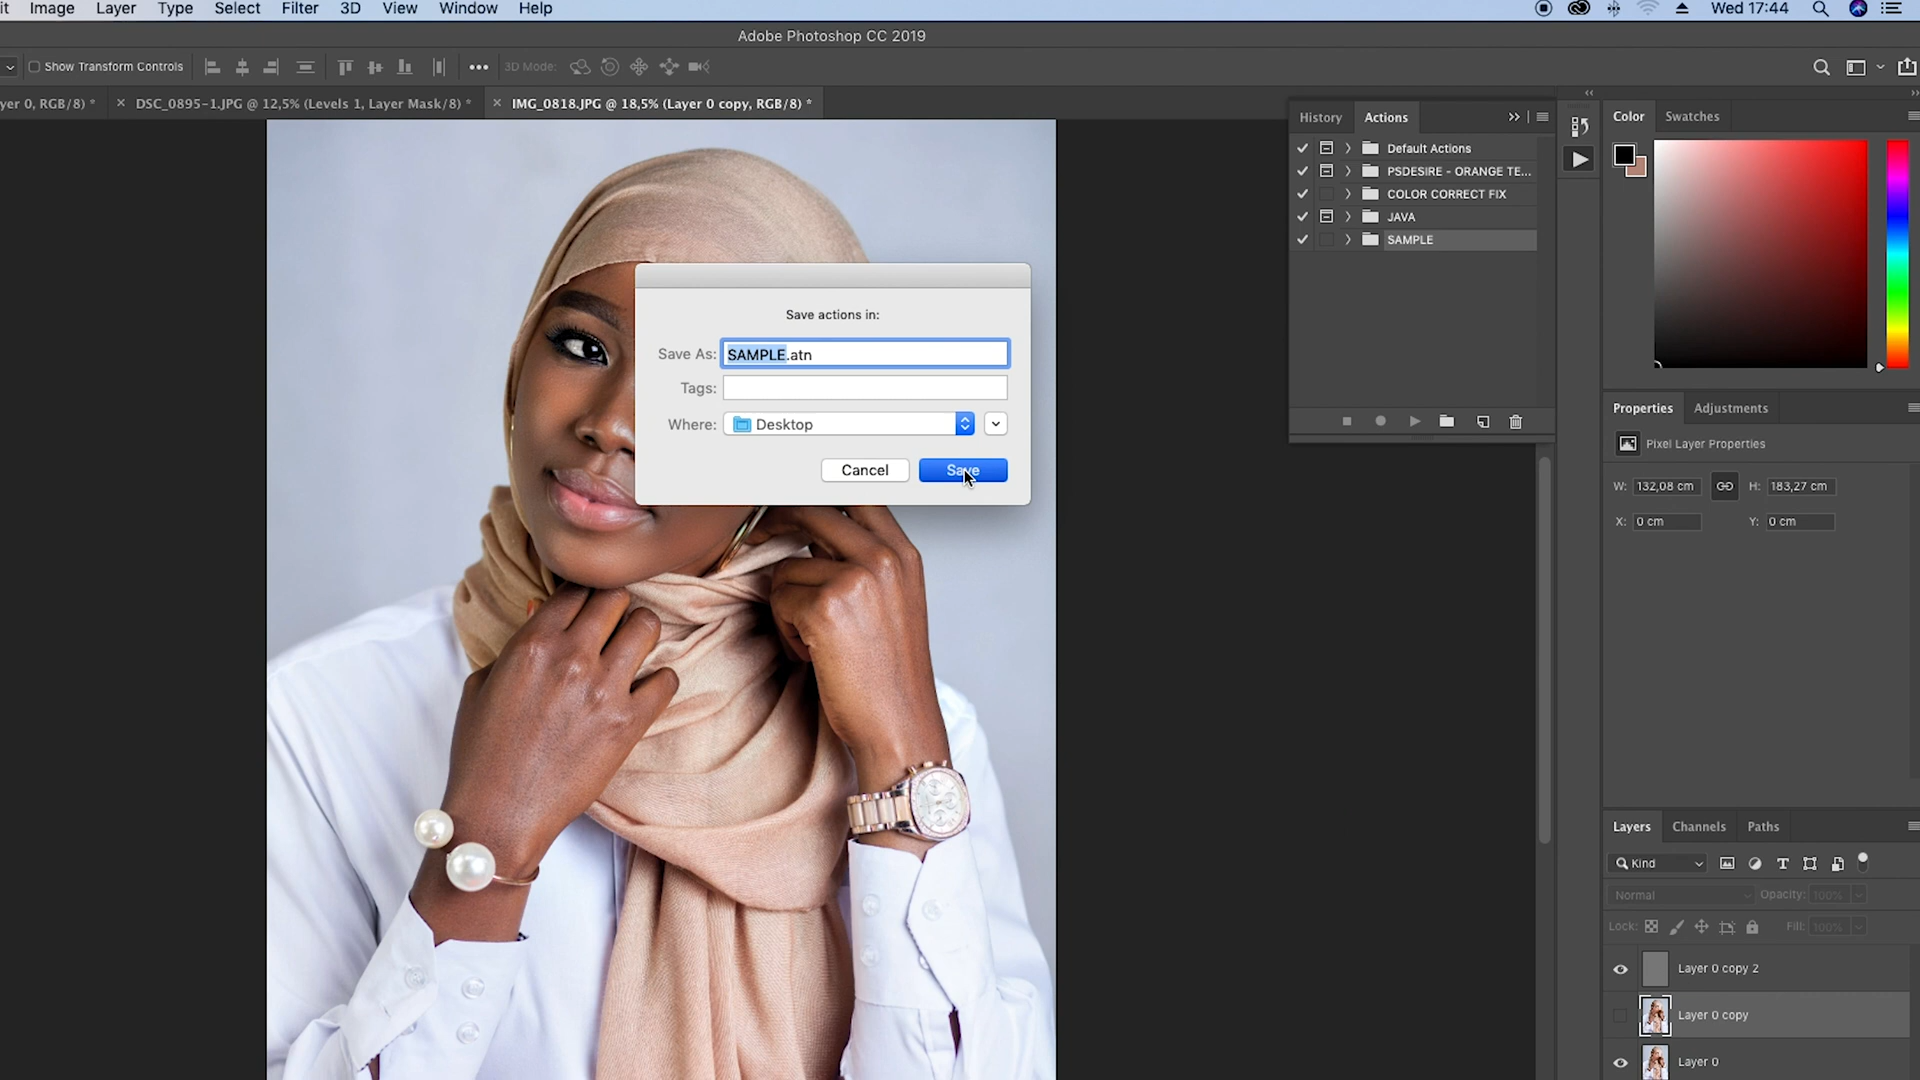 it Image Layer Type Select Filter 3D View Window Help Wed 17:44
Adobe Photoshop CC 2019
Show Transform Controls 3D Mode:
yer 0, RGB/8) * × DSC_0895-1.JPG @ 12,5% (Levels 1, Layer Mask/8) * × IMG_0818.JPG @ 18,5% (Layer 0 copy, RGB/8) *
History Actions
Default Actions
PSDESIRE - ORANGE TE...
COLOR CORRECT FIX
JAVA
SAMPLE
Color Swatches
Save actions in:
Save As: SAMPLE.atn
Tags:
Where: Desktop
Cancel Save
Properties Adjustments
Pixel Layer Properties
W: 132,08 cm H: 183,27 cm
X: 0 cm Y: 0 cm
Layers Channels Paths
Kind
Normal Opacity: 100%
Lock: Fill: 100%
Layer 0 copy 2
Layer 0 copy
Layer 0